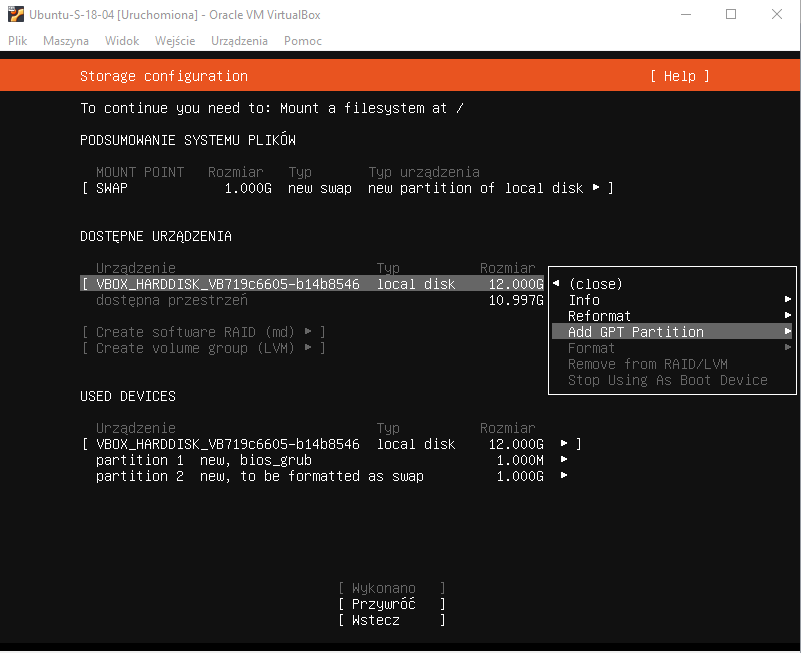 Ubuntu-S-18-04 [Uruchomiona] - Oracle VM VirtualBox
Plik Maszyna Widok Wejście Urządzenia Pomoc
Storage configuration [ Help ]
To continue you need to: Mount a filesystem at /
PODSUMOWANIE SYSTEMU PLIKÓW
MOUNT POINT Rozmiar Typ Typ urządzenia
[ SWAP 1.000G new swap new partition of local disk ▸ ]
DOSTĘPNE URZĄDZENIA
Urządzenie Typ Rozmiar
[ VBOX_HARDDISK_VB719c6605-b14b8546 local disk 12.000G ◂ (close)
dostępna przestrzeń 10.997G Info ▸
Reformat ▸
[ Create software RAID (md) ▸ ] Add GPT Partition ▸
[ Create volume group (LVM) ▸ ] Format ▸
Remove from RAID/LVM
Stop Using As Boot Device
USED DEVICES
Urządzenie Typ Rozmiar
[ VBOX_HARDDISK_VB719c6605-b14b8546 local disk 12.000G ▸ ]
partition 1 new, bios_grub 1.000M ▸
partition 2 new, to be formatted as swap 1.000G ▸
[ Wykonano ]
[ Przywróć ]
[ Wstecz ]